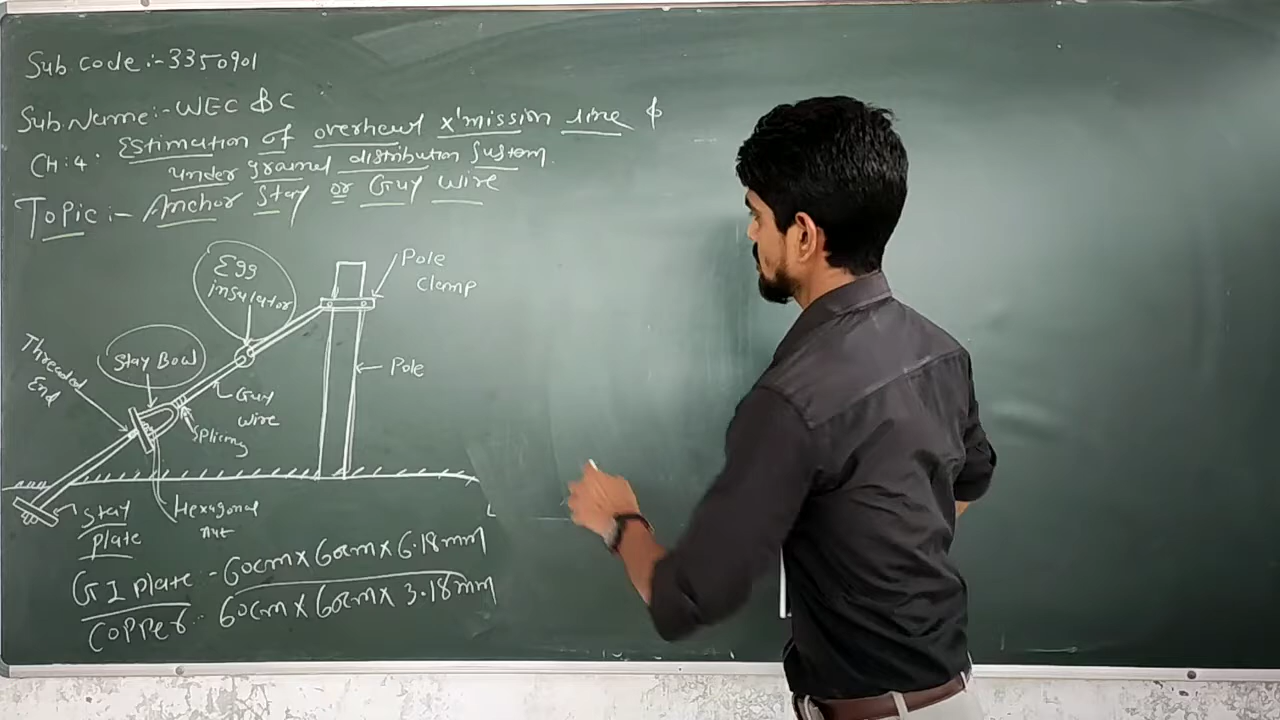 Sub code :- 3350901
Sub.Name:- WEC & C
CH:4. Estimation of overhead x'mission line &
under ground distribution system.
Topic:- Anchor Stay or Guy wire
Egg
insulator
Pole
clamp
Threaded
End
Stay Bow
Pole
Guy
wire
Splicing
Stay
plate
Hexagonal
nut
GI plate - 60cm x 60cm x 6.18mm
Copper - 60cm x 60cm x 3.18mm